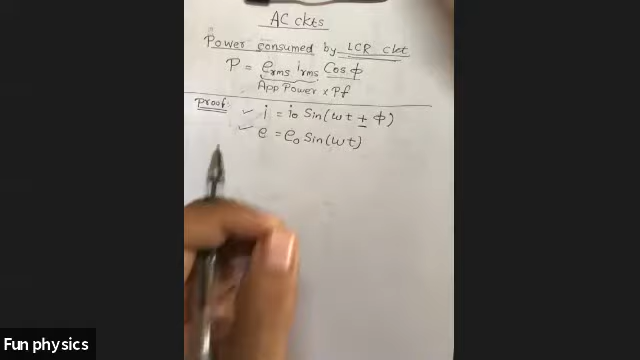 AC ckts
Power consumed by LCR ckt
P = erms irms Cos φ
App Power × Pf
Proof:
✓ i = i₀ Sin(ωt ± φ)
✓ e = e₀ Sin(ωt)
Fun physics